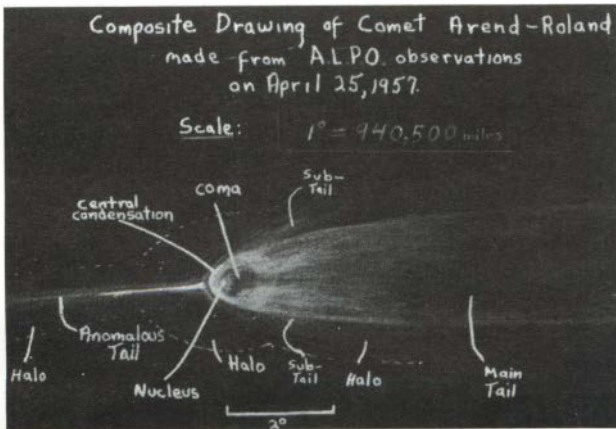 Composite Drawing of Comet Arend-Roland
made from A.L.P.O. observations
on April 25, 1957.
Scale: 1° = 940,500 miles
Sub-
Tail
Coma
Central
Condensation
Anomalous
Tail
Halo
Halo
Sub-
Tail
Halo
Main
Tail
Nucleus
2°